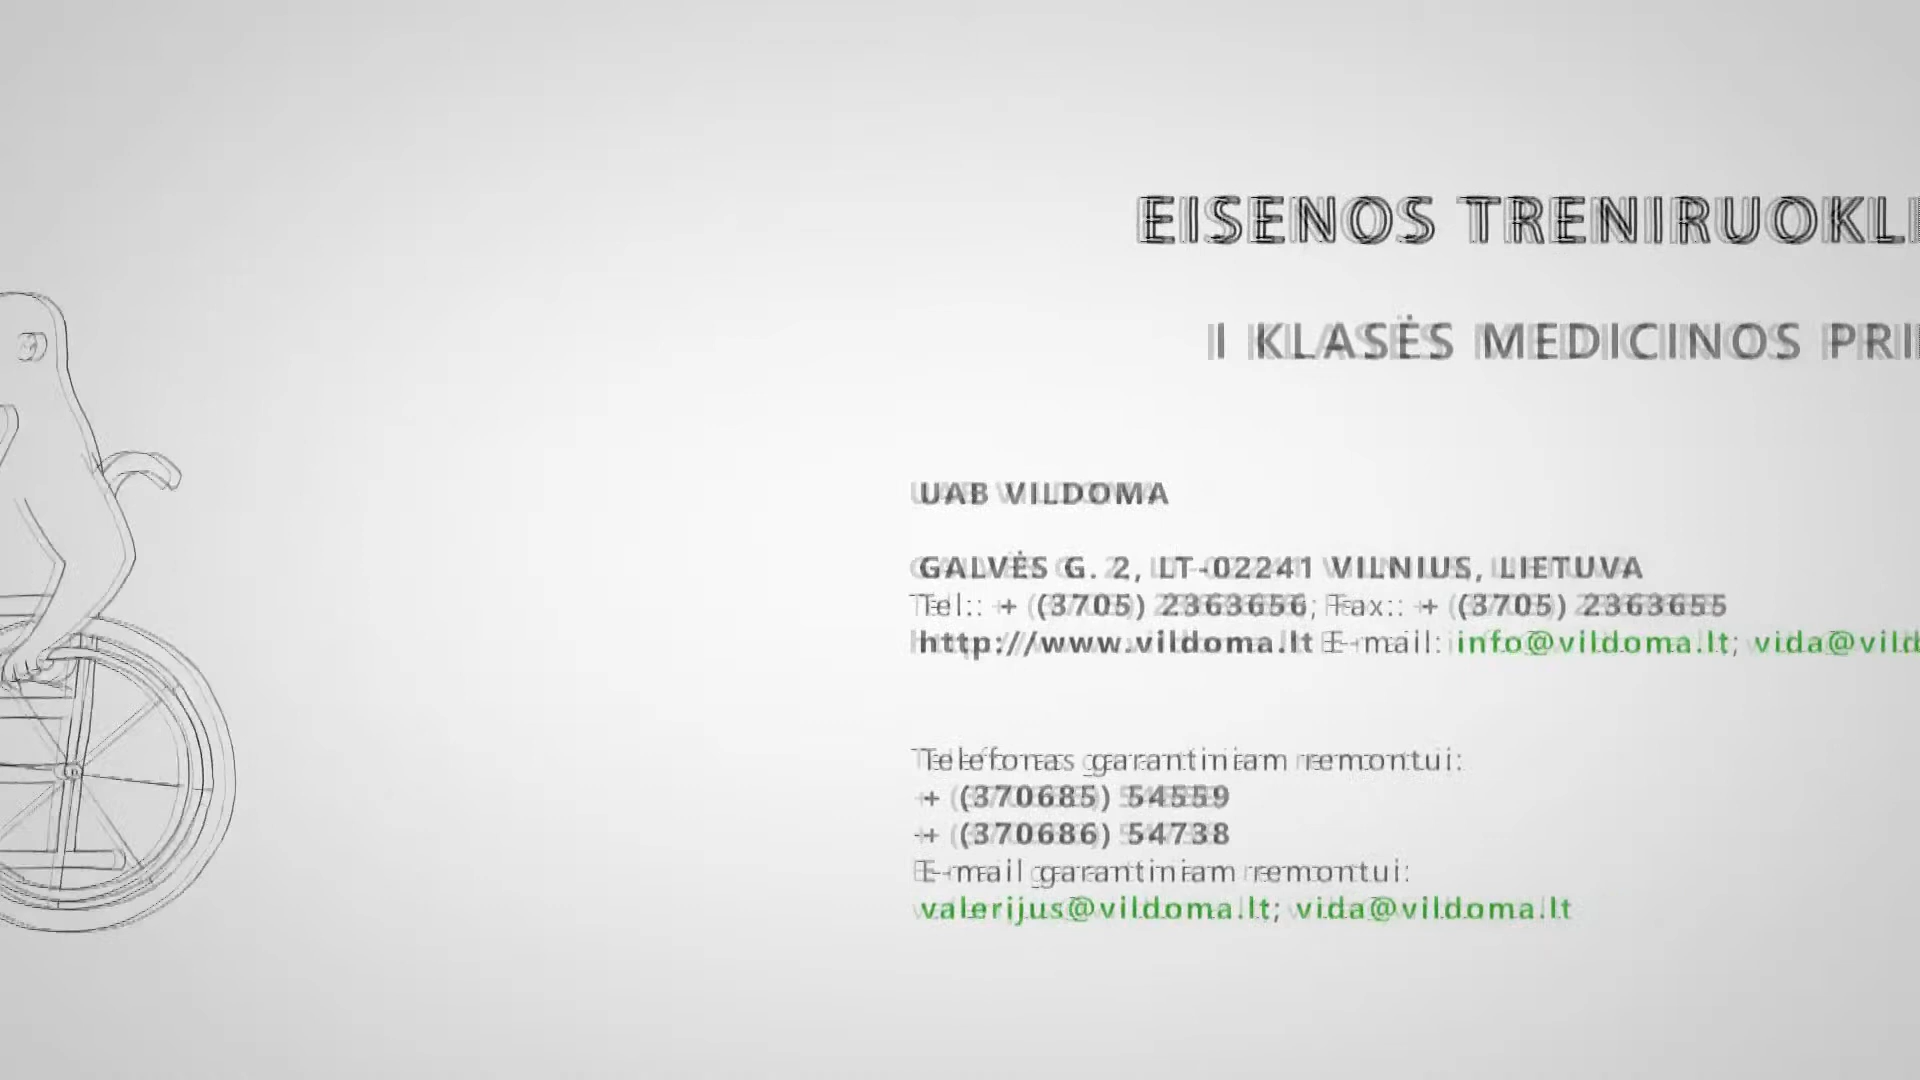 EISENOS TRENIRUOKLI
I KLASĖS MEDICINOS PRI
UAB VILDOMA
GALVĖS G. 2, LT-02241 VILNIUS, LIETUVA
Tel.: + (3705) 2363656; Fax.: + (3705) 2363655
http://www.vildoma.lt E-mail: info@vildoma.lt; vida@vild
Telefonas garantiniam remontui:
+ (370685) 54559
+ (370686) 54738
E-mail garantiniam remontui:
valerijus@vildoma.lt; vida@vildoma.lt